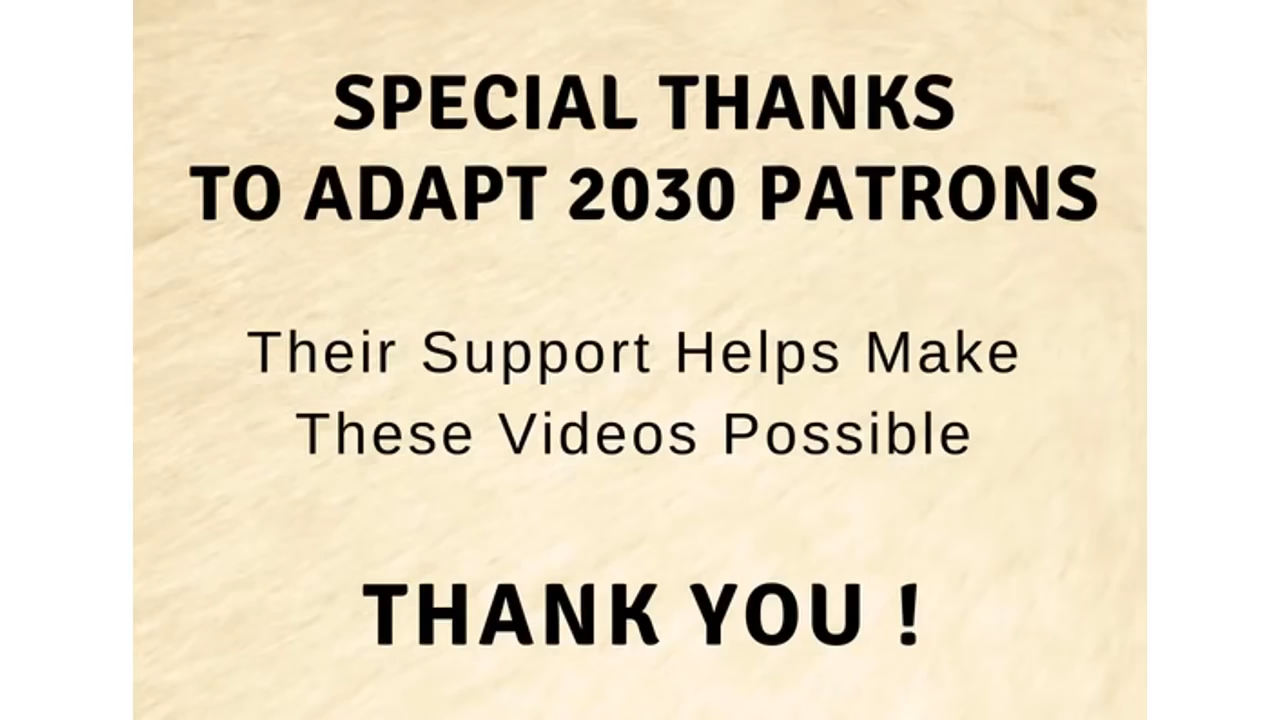 SPECIAL THANKS
TO ADAPT 2030 PATRONS
Their Support Helps Make
These Videos Possible
THANK YOU !